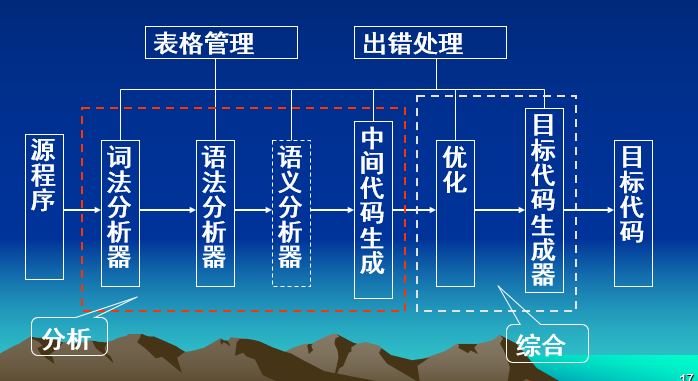 表格管理
出错处理
源程序
词法分析器
语法分析器
语义分析器
中间代码生成
优化
目标代码生成器
目标代码
分析
综合
17